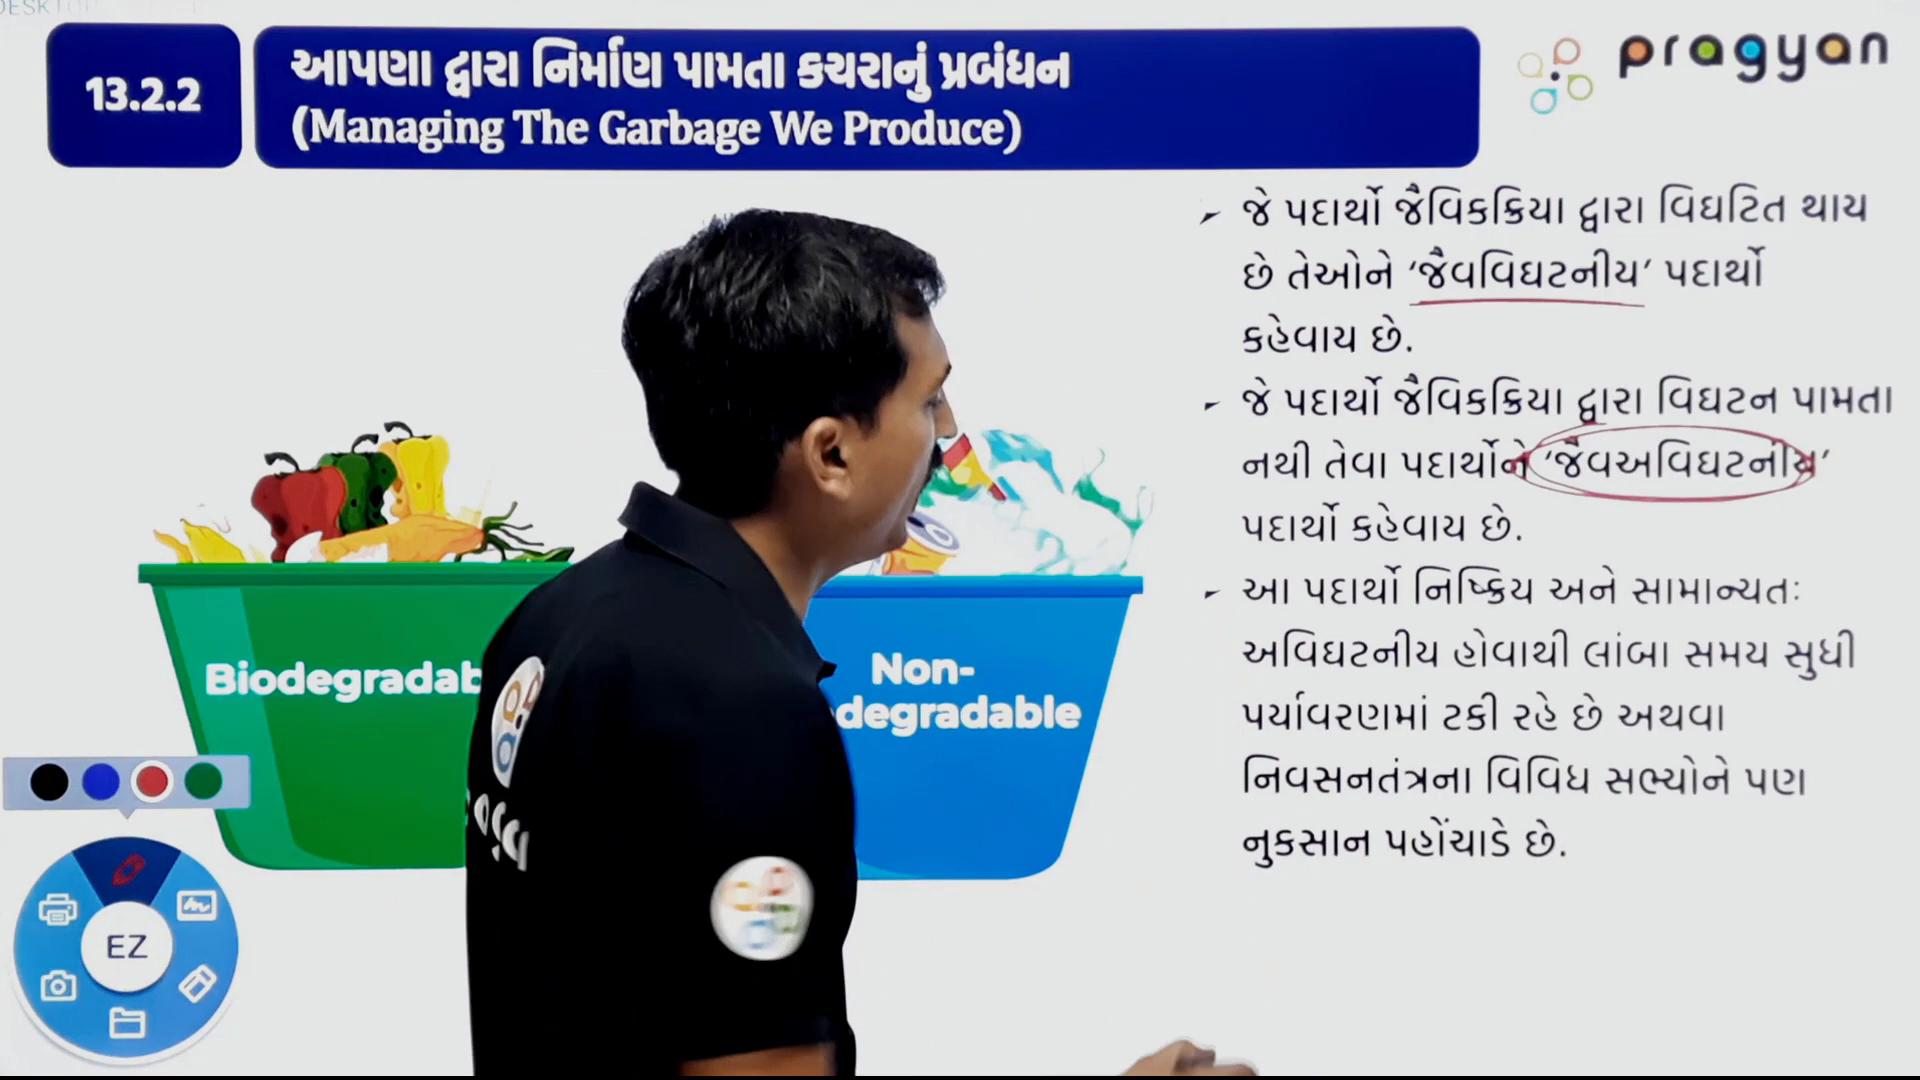 DESKTO
13.2.2
આપણા દ્વારા નિર્માણ પામતા કચરાનું પ્રબંધન
(Managing The Garbage We Produce)
pragyan
જે પદાર્થો જૈવિકક્રિયા દ્વારા વિઘટિત થાય
છે તેઓને ‘જૈવવિઘટનીય’ પદાર્થો
કહેવાય છે.
જે પદાર્થો જૈવિકક્રિયા દ્વારા વિઘટન પામતા
નથી તેવા પદાર્થોને ‘જૈવઅવિઘટનીય’
પદાર્થો કહેવાય છે.
આ પદાર્થો નિષ્ક્રિય અને સામાન્યતઃ
અવિઘટનીય હોવાથી લાંબા સમય સુધી
પર્યાવરણમાં ટકી રહે છે અથવા
નિવસનતંત્રના વિવિધ સભ્યોને પણ
નુકસાન પહોંચાડે છે.
Biodegradab
Non-
degradable
EZ